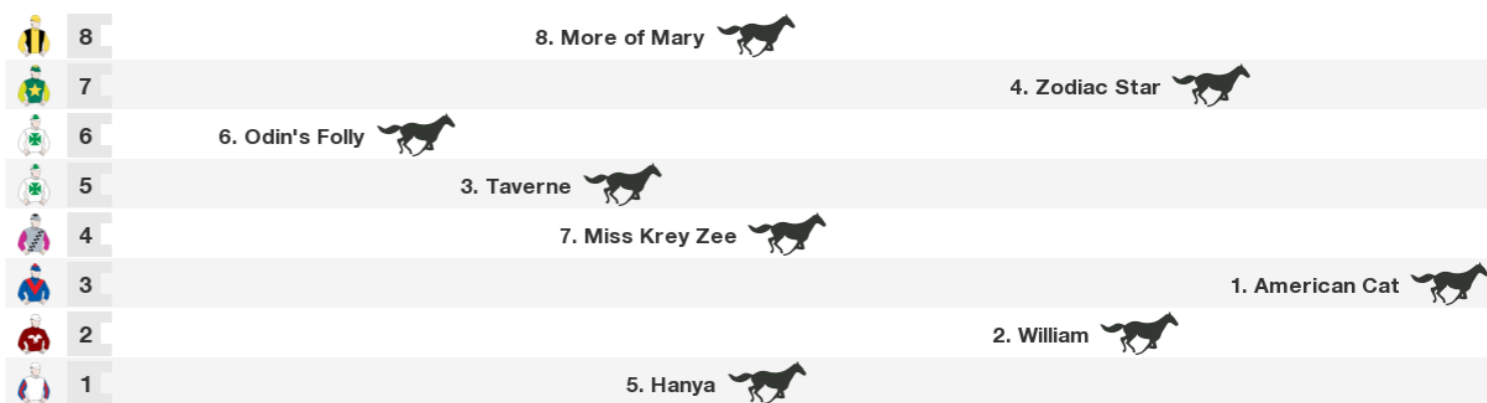 8 8. More of Mary
7 4. Zodiac Star
6 6. Odin's Folly
5 3. Taverne
4 7. Miss Krey Zee
3 1. American Cat
2 2. William
1 5. Hanya